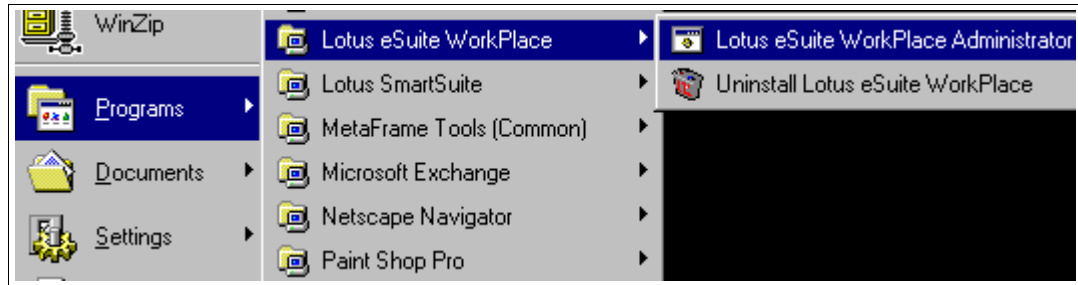 WinZip
Programs
Documents
Settings
Lotus eSuite WorkPlace
Lotus SmartSuite
MetaFrame Tools (Common)
Microsoft Exchange
Netscape Navigator
Paint Shop Pro
Lotus eSuite WorkPlace Administrator
Uninstall Lotus eSuite WorkPlace